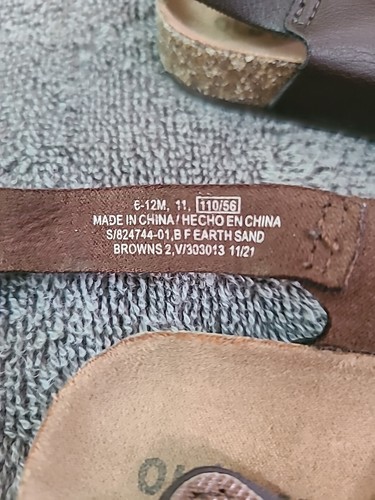 6-12M, 11, 110/56
MADE IN CHINA / HECHO EN CHINA
S/824744-01, B F EARTH SAND
BROWNS 2, V/303013 11/21